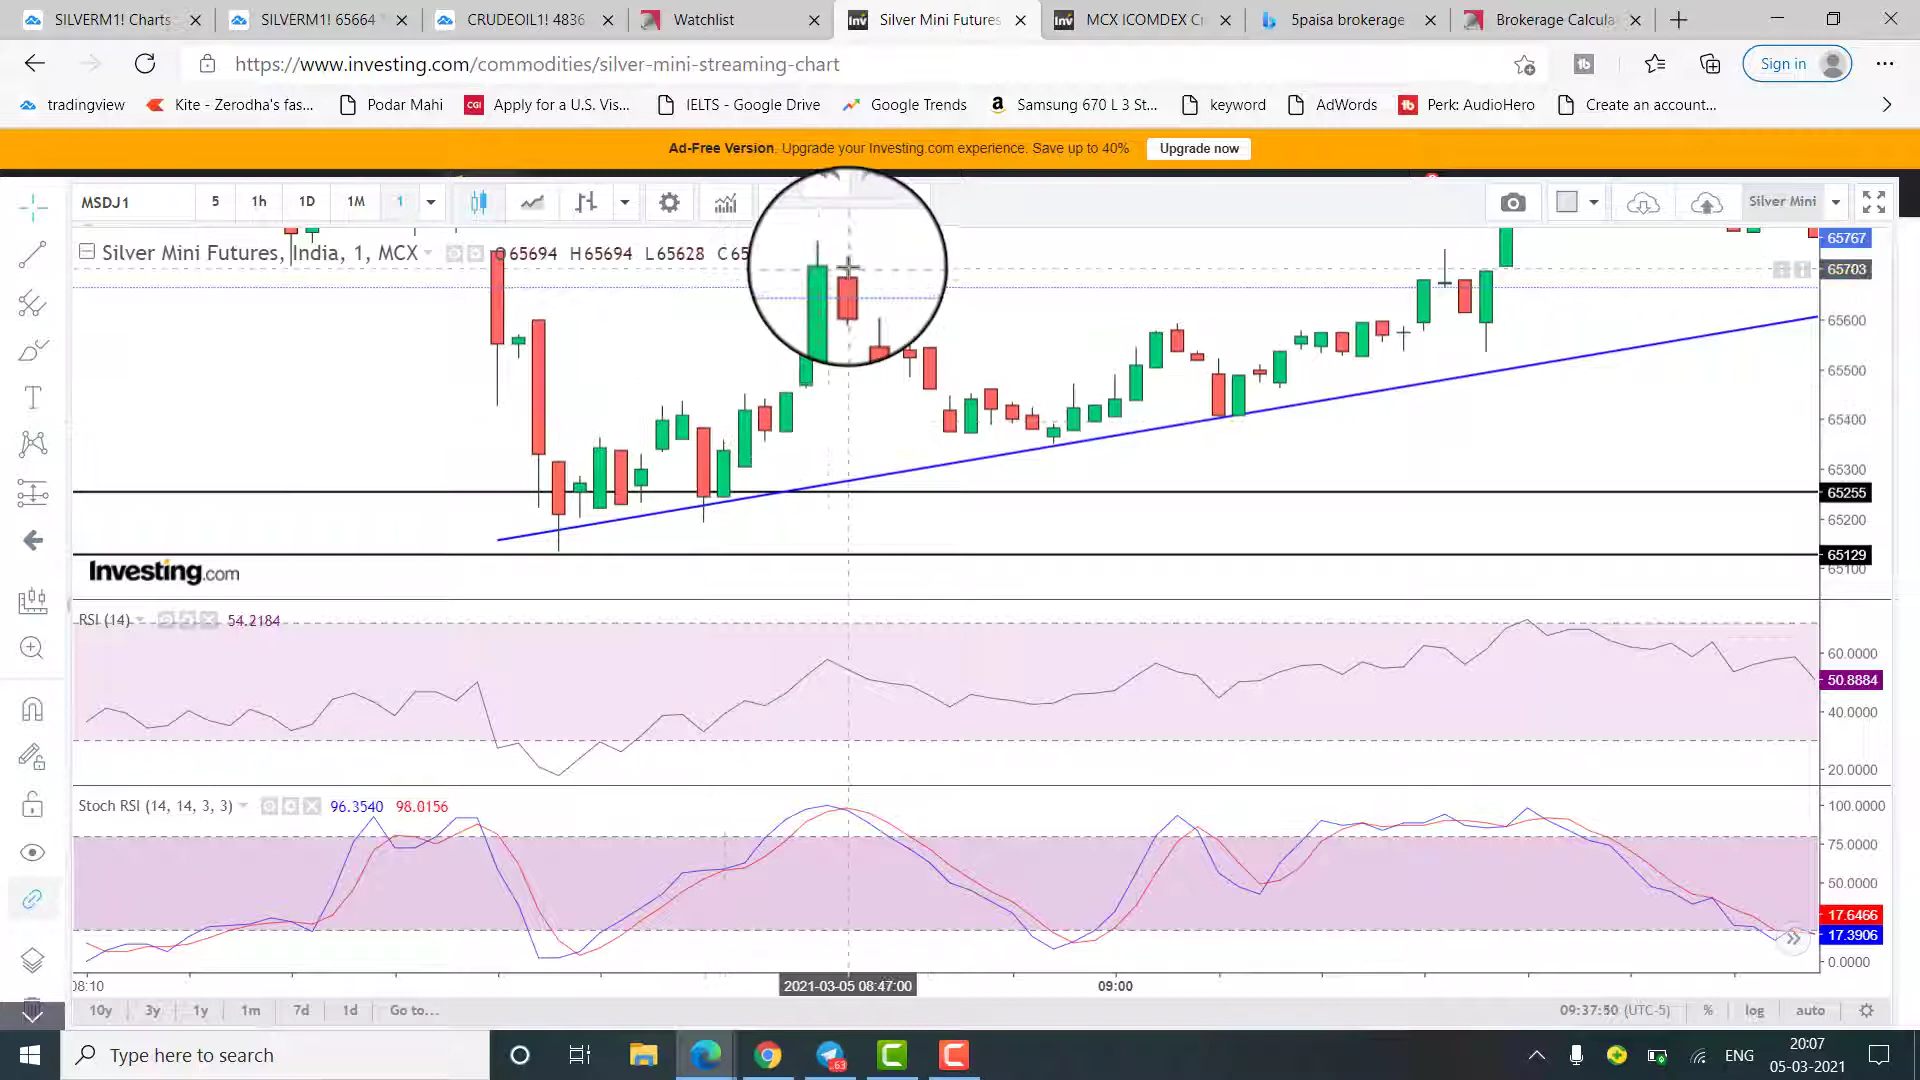 SILVERM1! Charts
SILVERM1! 65664
CRUDEOIL1! 4836
Watchlist
Silver Mini Futures
MCX ICOMDEX Cr
5paisa brokerage
Brokerage Calcula
https://www.investing.com/commodities/silver-mini-streaming-chart
Sign in
tradingview
Kite - Zerodha's fas...
Podar Mahi
CGI
Apply for a U.S. Vis...
IELTS - Google Drive
Google Trends
Samsung 670 L 3 St...
keyword
AdWords
Perk: AudioHero
Create an account...
Ad-Free Version. Upgrade your Investing.com experience. Save up to 40%
Upgrade now
MSDJ1
5
1h
1D
1M
1
Silver Mini
Silver Mini Futures, India, 1, MCX
O65694 H65694 L65628 C65
65767
65703
65600
65500
65400
65300
65255
65200
65129
65100
Investing.com
RSI (14)
54.2184
60.0000
50.8884
40.0000
20.0000
Stoch RSI (14, 14, 3, 3)
96.3540 98.0156
100.0000
75.0000
50.0000
17.6466
17.3906
0.0000
08:10
2021-03-05 08:47:00
09:00
10y
3y
1y
1m
7d
1d
Go to...
09:37:50 (UTC-5)
%
log
auto
Type here to search
63
ENG
20:07
05-03-2021